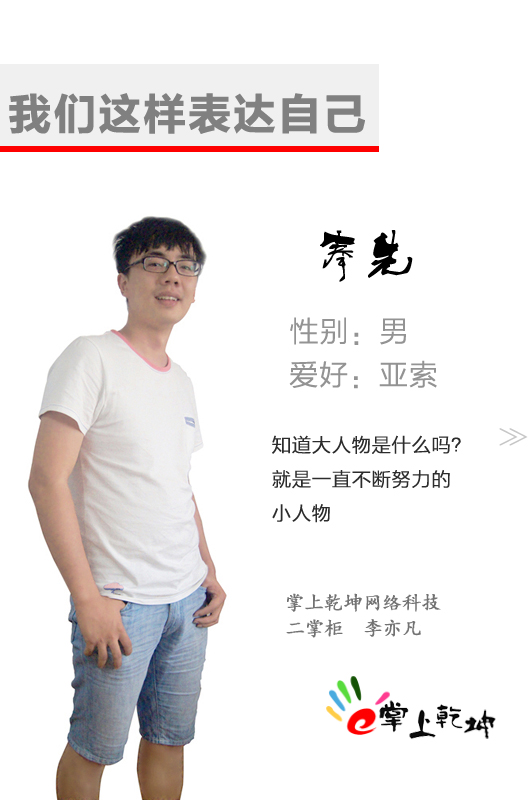 我们这样表达自己
奉先
性别：男
爱好：亚索
知道大人物是什么吗？
就是一直不断努力的
小人物
掌上乾坤网络科技
二掌柜 李亦凡
e掌上乾坤